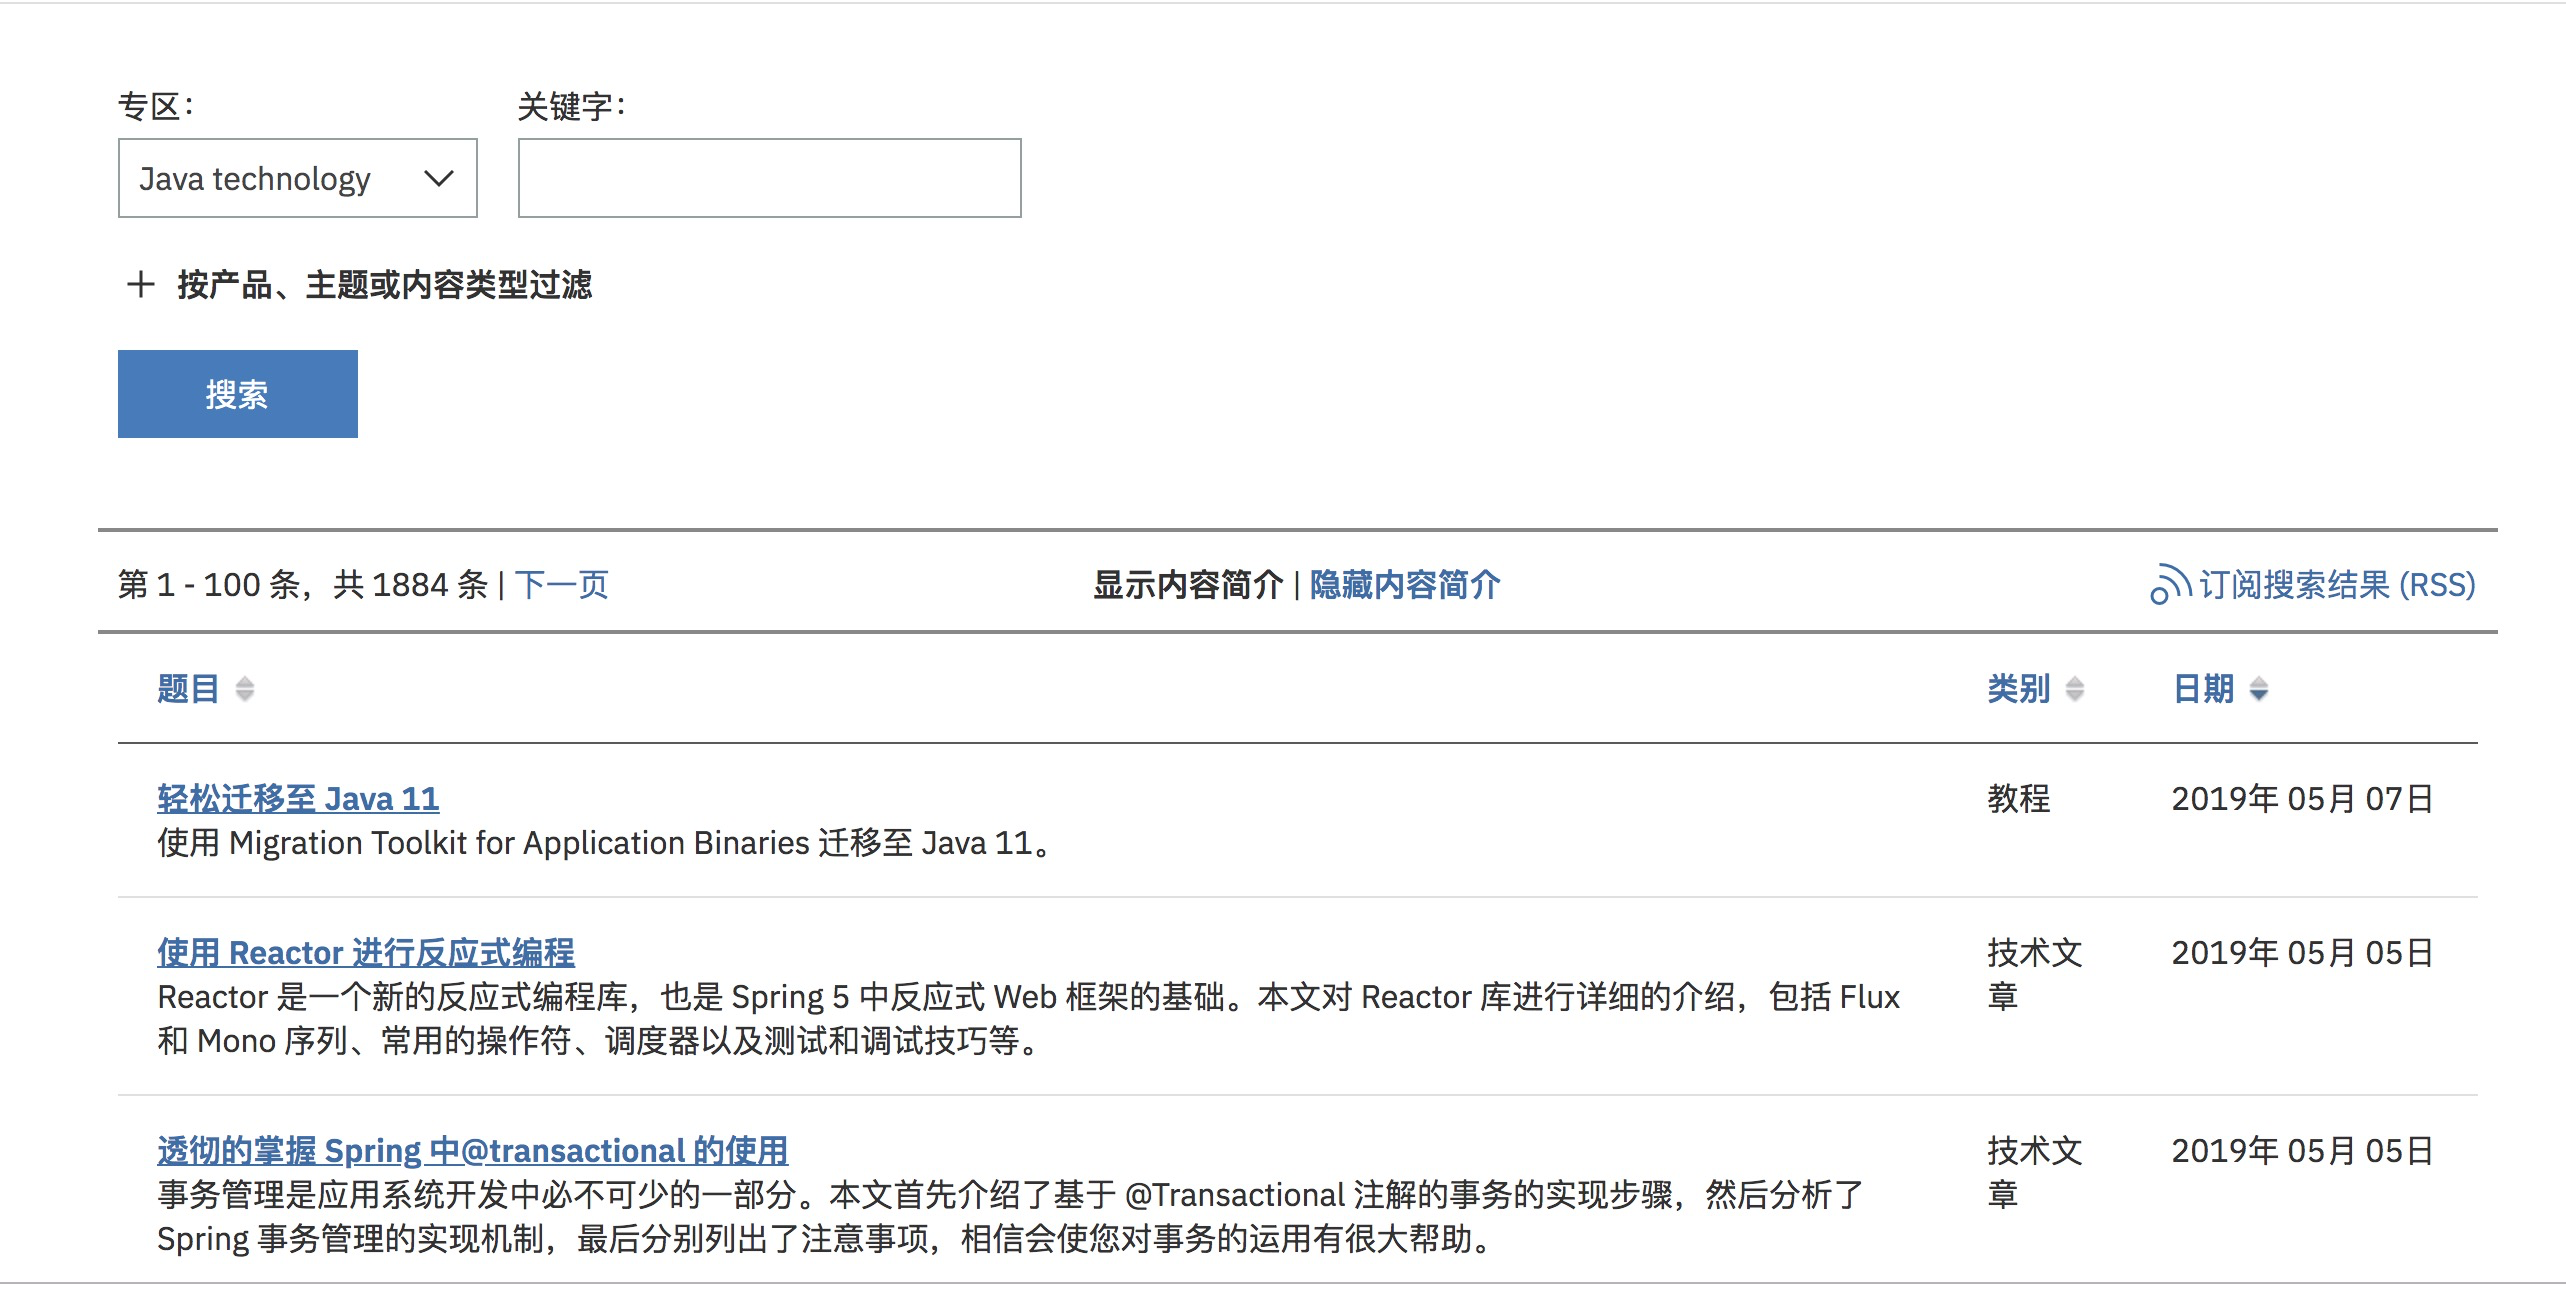 专区：
关键字：
Java technology
按产品、主题或内容类型过滤
搜索
第 1 - 100 条，共 1884 条 | 下一页
显示内容简介 | 隐藏内容简介
订阅搜索结果 (RSS)
题目
类别
日期
轻松迁移至 Java 11
教程
2019年 05月 07日
使用 Migration Toolkit for Application Binaries 迁移至 Java 11。
使用 Reactor 进行反应式编程
技术文
章
2019年 05月 05日
Reactor 是一个新的反应式编程库，也是 Spring 5 中反应式 Web 框架的基础。本文对 Reactor 库进行详细的介绍，包括 Flux
和 Mono 序列、常用的操作符、调度器以及测试和调试技巧等。
透彻的掌握 Spring 中@transactional 的使用
技术文
章
2019年 05月 05日
事务管理是应用系统开发中必不可少的一部分。本文首先介绍了基于 @Transactional 注解的事务的实现步骤，然后分析了
Spring 事务管理的实现机制，最后分别列出了注意事项，相信会使您对事务的运用有很大帮助。